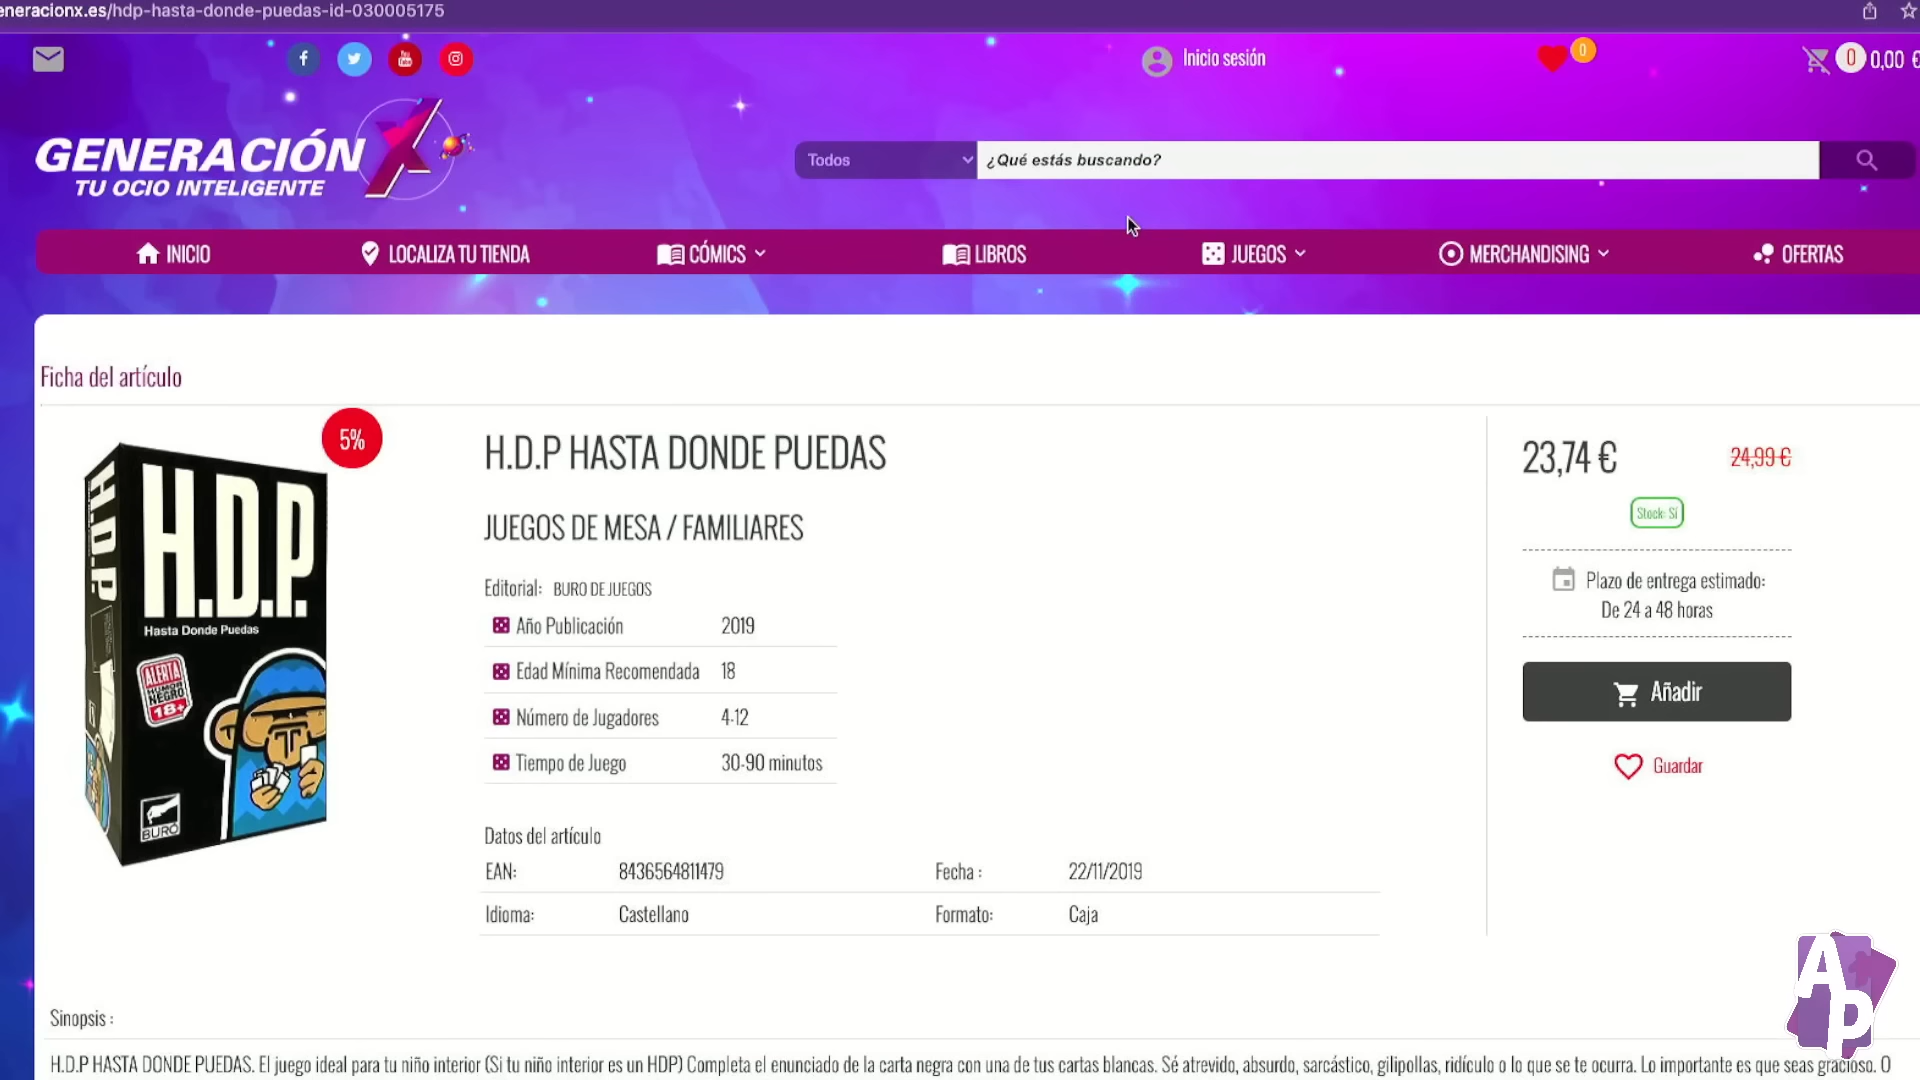 eneracionx.es/hdp-hasta-donde-puedas-id-030005175
Inicio sesión
0
0
0,00 €
GENERACIÓN X
TU OCIO INTELIGENTE
Todos
¿Qué estás buscando?
INICIO
LOCALIZA TU TIENDA
CÓMICS
LIBROS
JUEGOS
MERCHANDISING
OFERTAS
Ficha del artículo
5%
H.D.P.
H.D.P.
Hasta Donde Puedas
ALERTA
HUMOR
NEGRO
18+
BURO
H.D.P HASTA DONDE PUEDAS
JUEGOS DE MESA / FAMILIARES
Editorial: BURO DE JUEGOS
Año Publicación 2019
Edad Mínima Recomendada 18
Número de Jugadores 4-12
Tiempo de Juego 30-90 minutos
Datos del artículo
EAN: 8436564811479 Fecha : 22/11/2019
Idioma: Castellano Formato: Caja
23,74 € 24,99 €
Stock: Sí
Plazo de entrega estimado:
De 24 a 48 horas
Añadir
Guardar
Sinopsis :
H.D.P HASTA DONDE PUEDAS. El juego ideal para tu niño interior (Si tu niño interior es un HDP) Completa el enunciado de la carta negra con una de tus cartas blancas. Sé atrevido, absurdo, sarcástico, gilipollas, ridículo o lo que se te ocurra. Lo importante es que seas gracioso. O
AP